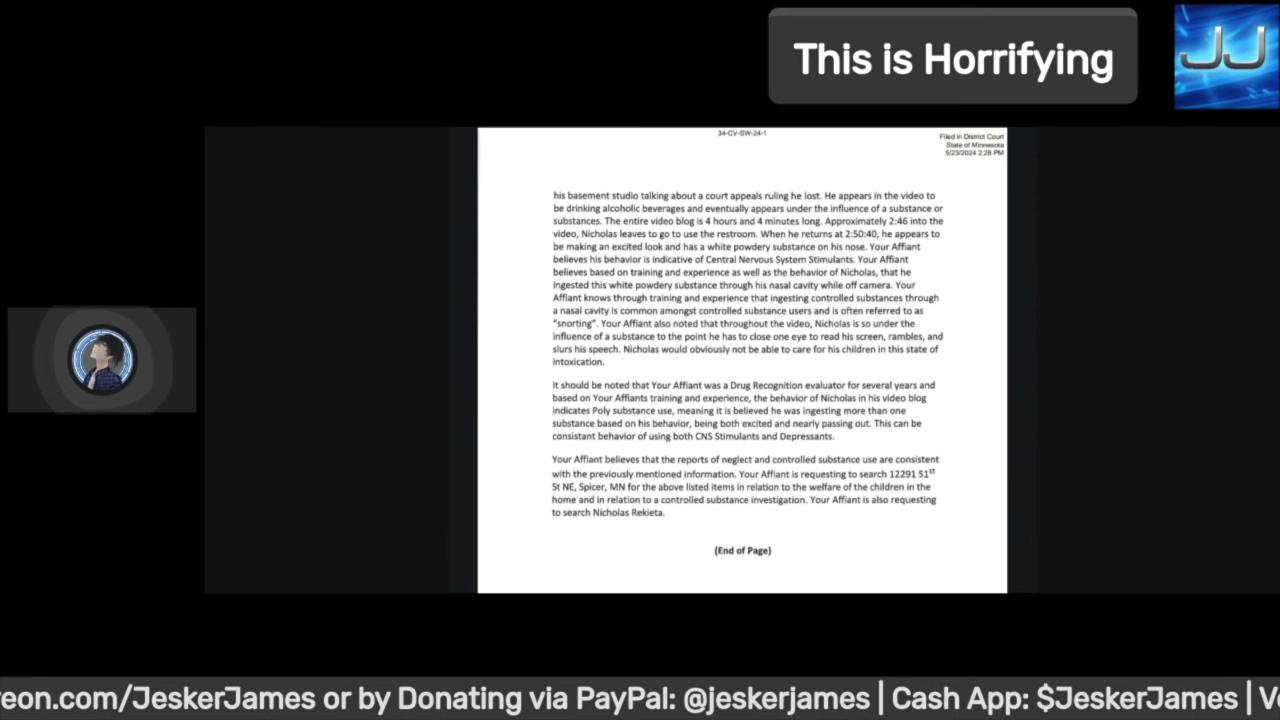 This is Horrifying
JJ
34-CV-SW-24-1
Filed in District Court
State of Minnesota
5/23/2024 2:28 PM
his basement studio talking about a court appeals ruling he lost. He appears in the video to
be drinking alcoholic beverages and eventually appears under the influence of a substance or
substances. The entire video blog is 4 hours and 4 minutes long. Approximately 2:46 into the
video, Nicholas leaves to go to use the restroom. When he returns at 2:50:40, he appears to
be making an excited look and has a white powdery substance on his nose. Your Affiant
believes his behavior is indicative of Central Nervous System Stimulants. Your Affiant
believes based on training and experience as well as the behavior of Nicholas, that he
ingested this white powdery substance through his nasal cavity while off camera. Your
Affiant knows through training and experience that ingesting controlled substances through
a nasal cavity is common amongst controlled substance users and is often referred to as
“snorting”. Your Affiant also noted that throughout the video, Nicholas is so under the
influence of a substance to the point he has to close one eye to read his screen, rambles, and
slurs his speech. Nicholas would obviously not be able to care for his children in this state of
intoxication.
It should be noted that Your Affiant was a Drug Recognition evaluator for several years and
based on Your Affiants training and experience, the behavior of Nicholas in his video blog
indicates Poly substance use, meaning it is believed he was ingesting more than one
substance based on his behavior, being both excited and nearly passing out. This can be
consistant behavior of using both CNS Stimulants and Depressants.
Your Affiant believes that the reports of neglect and controlled substance use are consistent
with the previously mentioned information. Your Affiant is requesting to search 12291 51st
St NE, Spicer, MN for the above listed items in relation to the welfare of the children in the
home and in relation to a controlled substance investigation. Your Affiant is also requesting
to search Nicholas Rekieta.
(End of Page)
reon.com/JeskerJames or by Donating via PayPal: @jeskerjames | Cash App: $JeskerJames | V